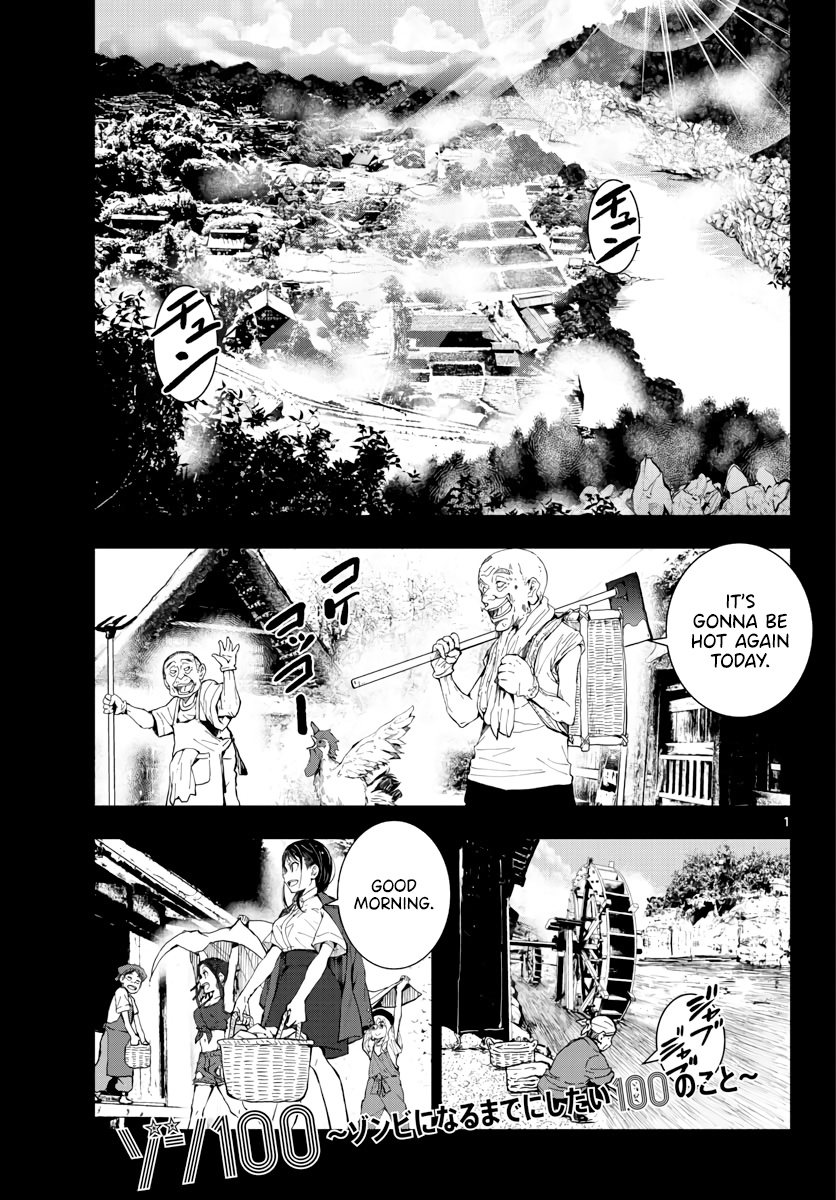 チュン
チュン
IT'S
GONNA BE
HOT AGAIN
TODAY.
コケ
コッコー
1
ジャブ
ジャブ
GOOD
MORNING.
ゾン100
〜ゾンビになるまでにしたい100のこと〜